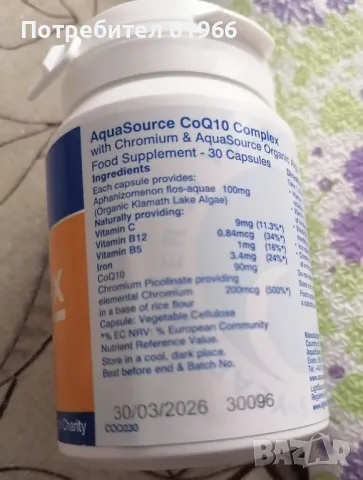 Потребител 61966
AquaSource CoQ10 Complex
with Chromium & AquaSource Organic
Food Supplement - 30 Capsules
Ingredients
Each capsule provides:
Aphanizomenon flos-aquae 100mg
(Organic Klamath Lake Algae)
Naturally providing:
Vitamin C 9mg (11.3%*)
Vitamin B12 0.84mcg (34%*)
Vitamin B5 1mg (16%*)
Iron 3.4mg (24%*)
CoQ10 90mg
Chromium Picolinate providing
elemental Chromium 200mcg (500%*)
in a base of rice flour
Capsule: Vegetable Cellulose
*% EC NRV: % European Community
Nutrient Reference Value.
Store in a cool, dark place.
Best before end & Batch No.
30/03/2026 30096
COQ030
Charity
BAZAR
bg